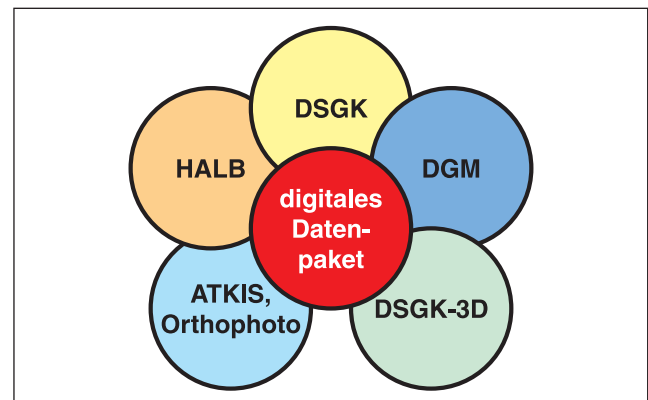 DSGK
HALB
DGM
digitales
Daten-
paket
ATKIS,
Orthophoto
DSGK-3D